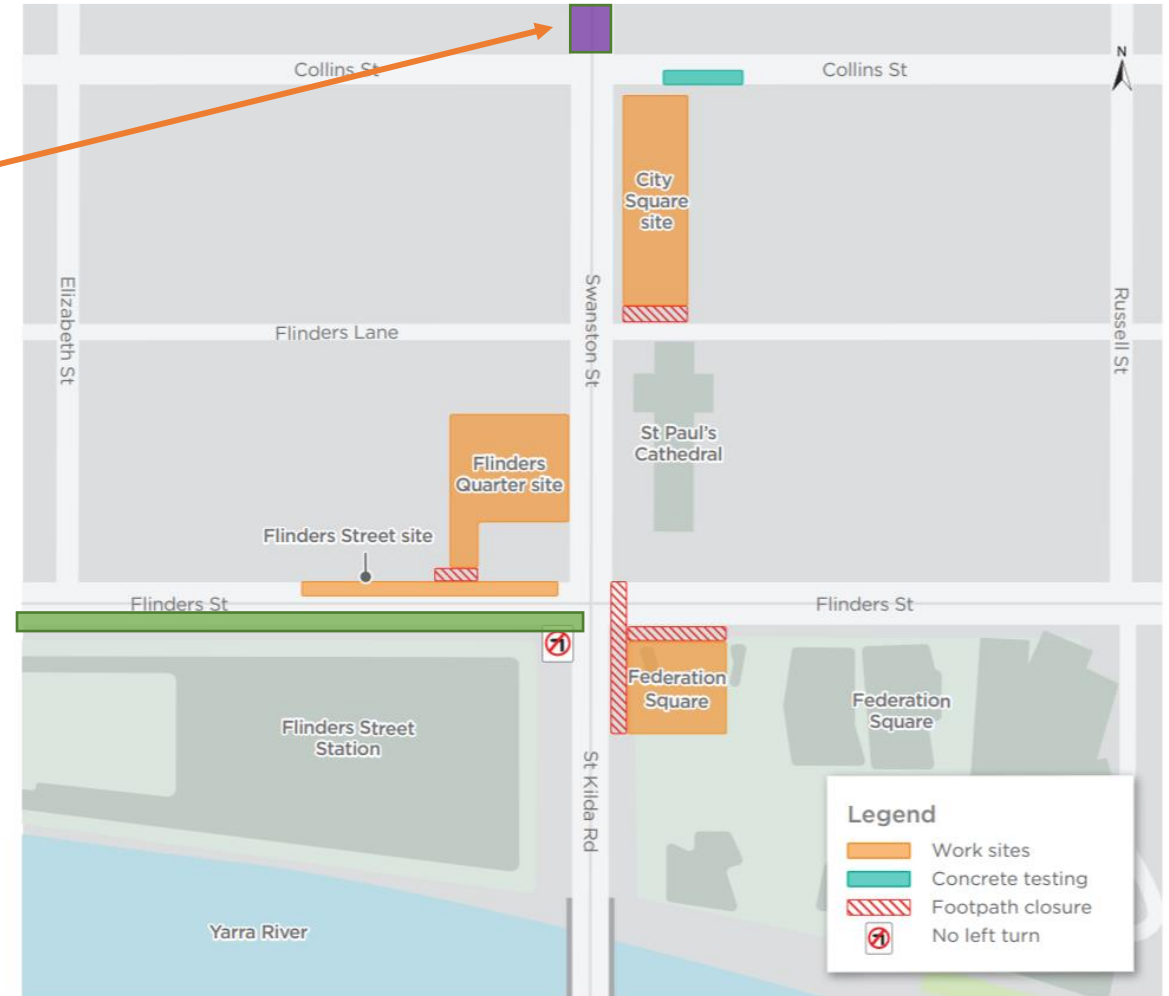 N
Collins St
Collins St
City
Square
site
Elizabeth St
Swanston St
Russell St
Flinders Lane
St Paul's
Cathedral
Flinders
Quarter site
Flinders Street site
Flinders St
Flinders St
Federation
Square
Federation
Square
Flinders Street
Station
St Kilda Rd
Yarra River
Legend
Work sites
Concrete testing
Footpath closure
No left turn